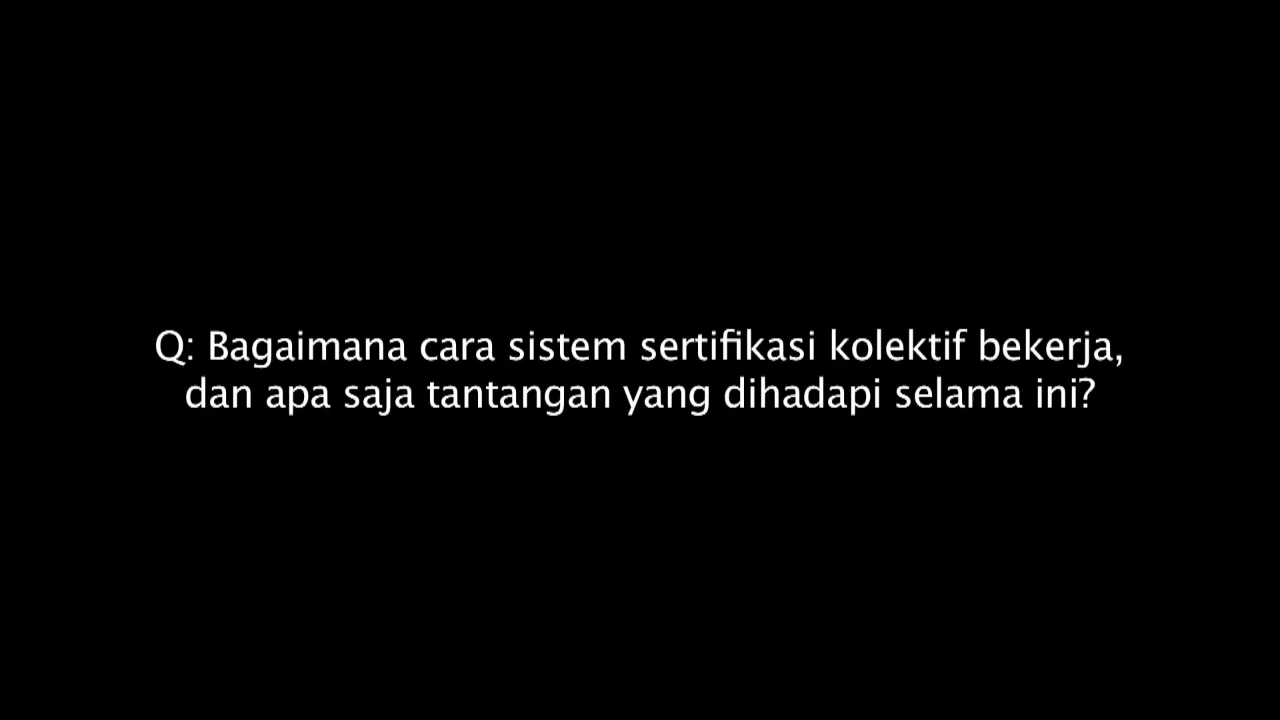 Q: Bagaimana cara sistem sertifikasi kolektif bekerja,
dan apa saja tantangan yang dihadapi selama ini?